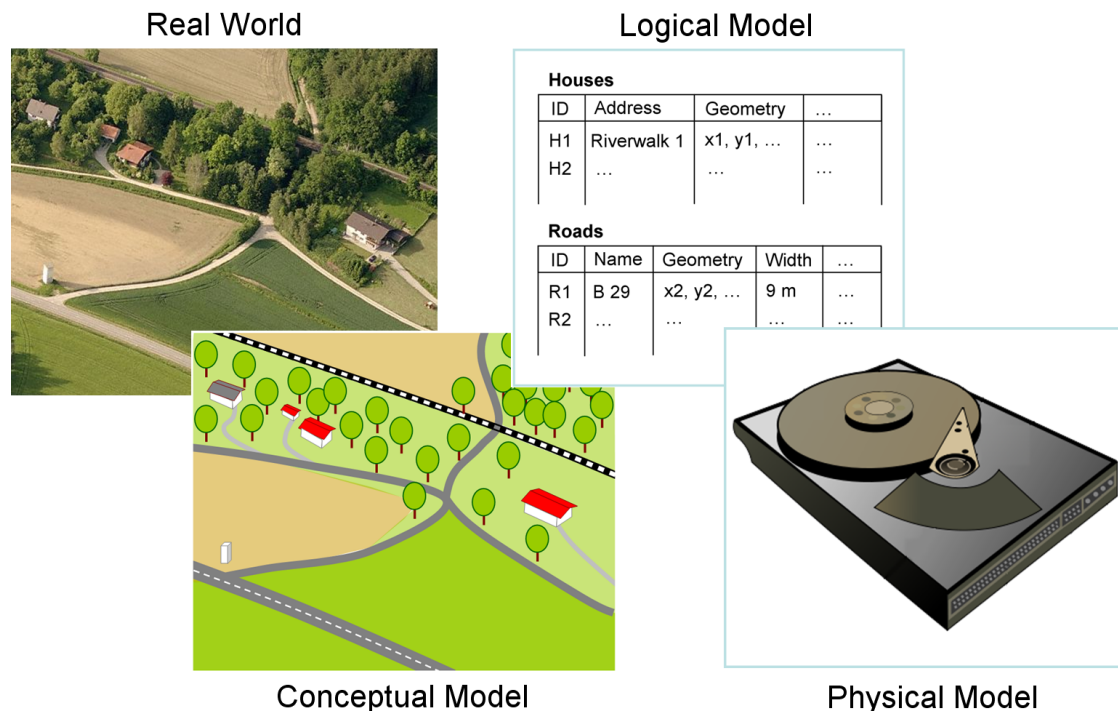 Real World
Logical Model
Houses
ID Address Geometry …
H1 Riverwalk 1 x1, y1, … …
H2 … … …
Roads
ID Name Geometry Width …
R1 B 29 x2, y2, … 9 m …
R2 … … … …
Conceptual Model
Physical Model